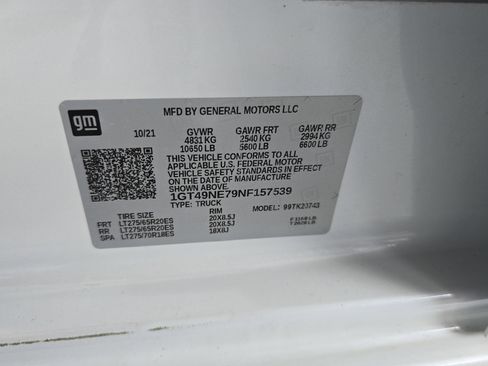 MFD BY GENERAL MOTORS LLC
gm
10/21 GVWR GAWR FRT GAWR RR
4831 KG 2540 KG 2994 KG
10650 LB 5600 LB 6600 LB
THIS VEHICLE CONFORMS TO ALL
APPLICABLE U.S. FEDERAL MOTOR
VEHICLE SAFETY STANDARDS IN EFFECT
ON THE DATE OF MANUFACTURE
SHOWN ABOVE.
1GT49NE79NF157539
TYPE: TRUCK MODEL: 99TK20743
TIRE SIZE RIM
FRT LT275/65R20ES 20X8.5J
RR LT275/65R20ES 20X8.5J
SPA LT275/70R18ES 18X8J